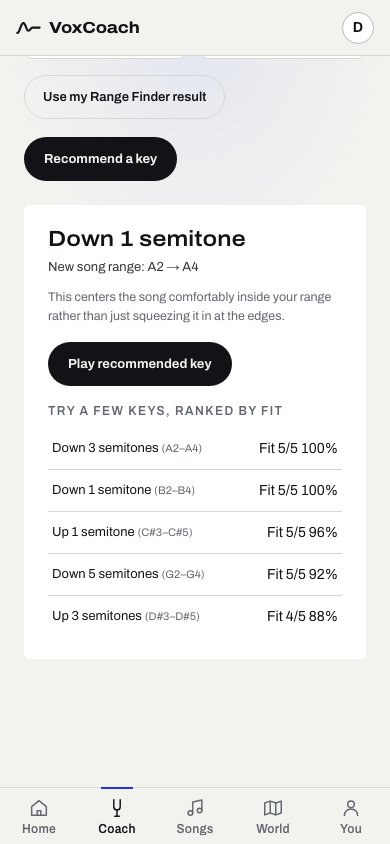 VoxCoach
D
Use my Range Finder result
Recommend a key
Down 1 semitone
New song range: A2 → A4
This centers the song comfortably inside your range
rather than just squeezing it in at the edges.
Play recommended key
TRY A FEW KEYS, RANKED BY FIT
Down 3 semitones (A2–A4) Fit 5/5 100%
Down 1 semitone (B2–B4) Fit 5/5 100%
Up 1 semitone (C#3–C#5) Fit 5/5 96%
Down 5 semitones (G2–G4) Fit 5/5 92%
Up 3 semitones (D#3–D#5) Fit 4/5 88%
Home Coach Songs World You